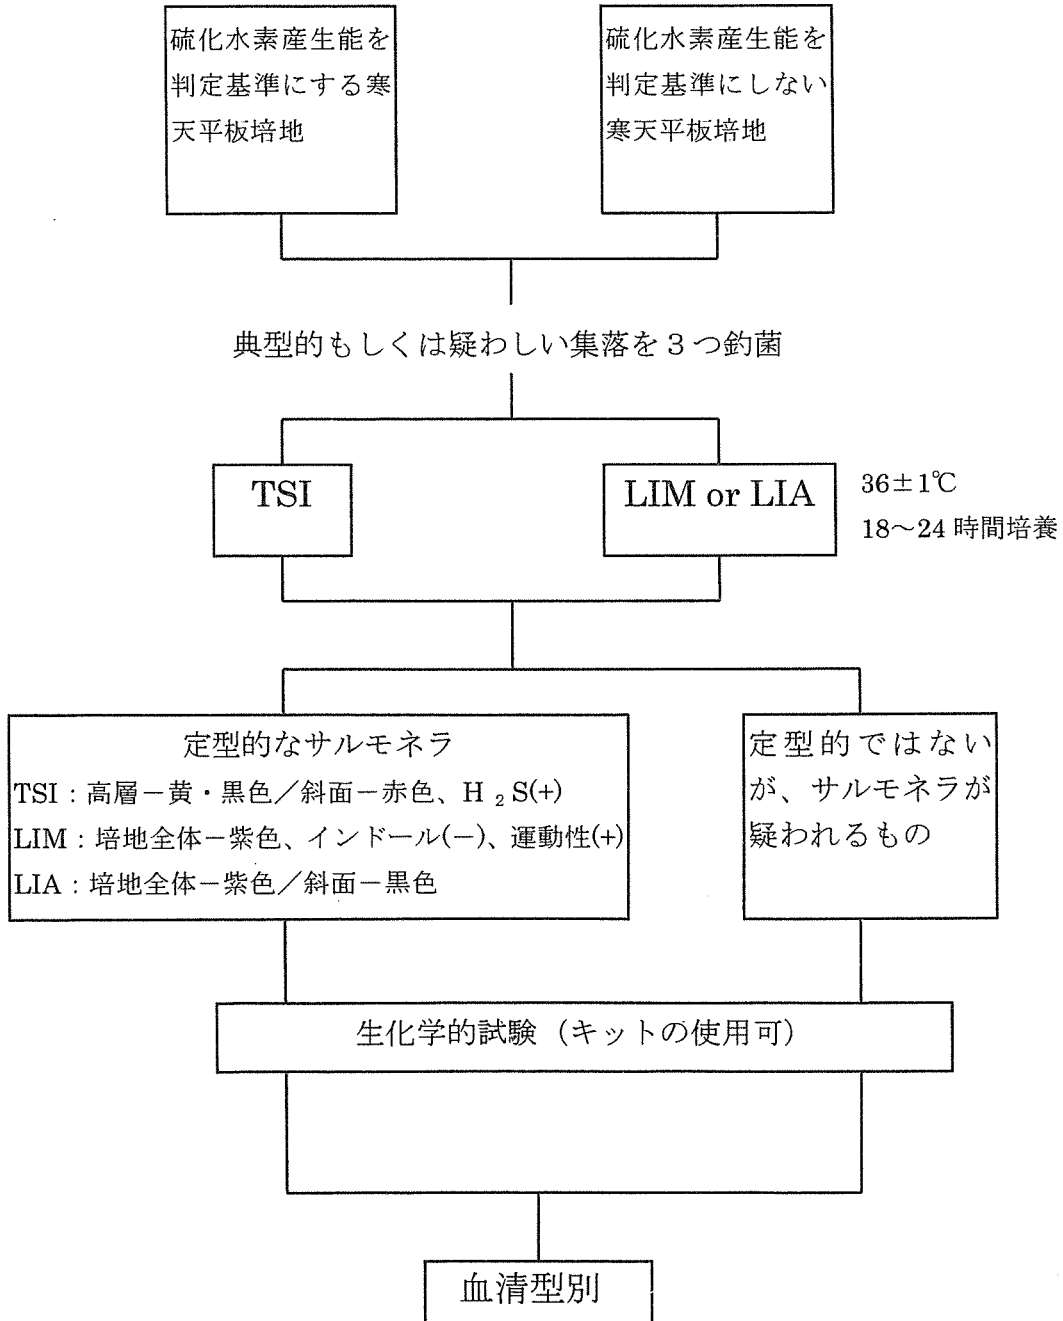 硫化水素産生能を
判定基準にする寒
天平板培地
硫化水素産生能を
判定基準にしない
寒天平板培地
典型的もしくは疑わしい集落を３つ釣菌
TSI
LIM or LIA
36±1℃
18～24 時間培養
定型的なサルモネラ
TSI：高層－黄・黒色／斜面－赤色、H₂S(+)
LIM：培地全体－紫色、インドール(－)、運動性(+)
LIA：培地全体－紫色／斜面－黒色
定型的ではない
が、サルモネラが
疑われるもの
生化学的試験（キットの使用可）
血清型別